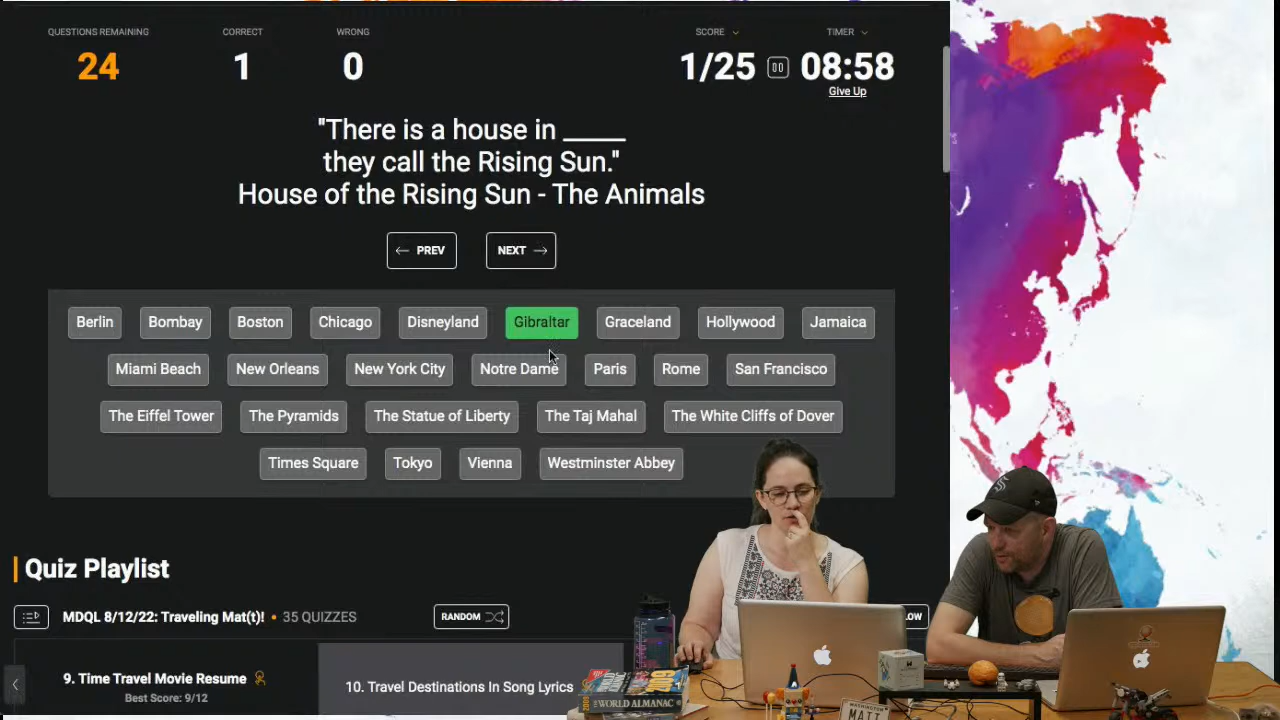 QUESTIONS REMAINING CORRECT WRONG SCORE TIMER
24 1 0 1/25 08:58
Give Up
"There is a house in _____
they call the Rising Sun."
House of the Rising Sun - The Animals
← PREV NEXT →
Berlin Bombay Boston Chicago Disneyland Gibraltar Graceland Hollywood Jamaica
Miami Beach New Orleans New York City Notre Dame Paris Rome San Francisco
The Eiffel Tower The Pyramids The Statue of Liberty The Taj Mahal The White Cliffs of Dover
Times Square Tokyo Vienna Westminster Abbey
Quiz Playlist
MDQL 8/12/22: Traveling Mat(t)! • 35 QUIZZES RANDOM
9. Time Travel Movie Resume
Best Score: 9/12
10. Travel Destinations In Song Lyrics
WORLD ALMANAC
WASHINGTON
MATT